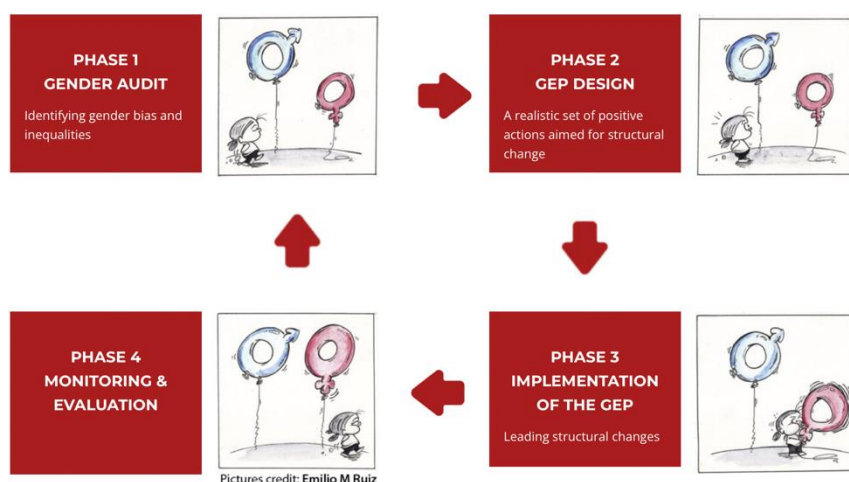 PHASE 1
GENDER AUDIT
Identifying gender bias and
inequalities
PHASE 2
GEP DESIGN
A realistic set of positive
actions aimed for structural
change
PHASE 3
IMPLEMENTATION
OF THE GEP
Leading structural changes
PHASE 4
MONITORING &
EVALUATION
Pictures credit: Emilio M Ruiz